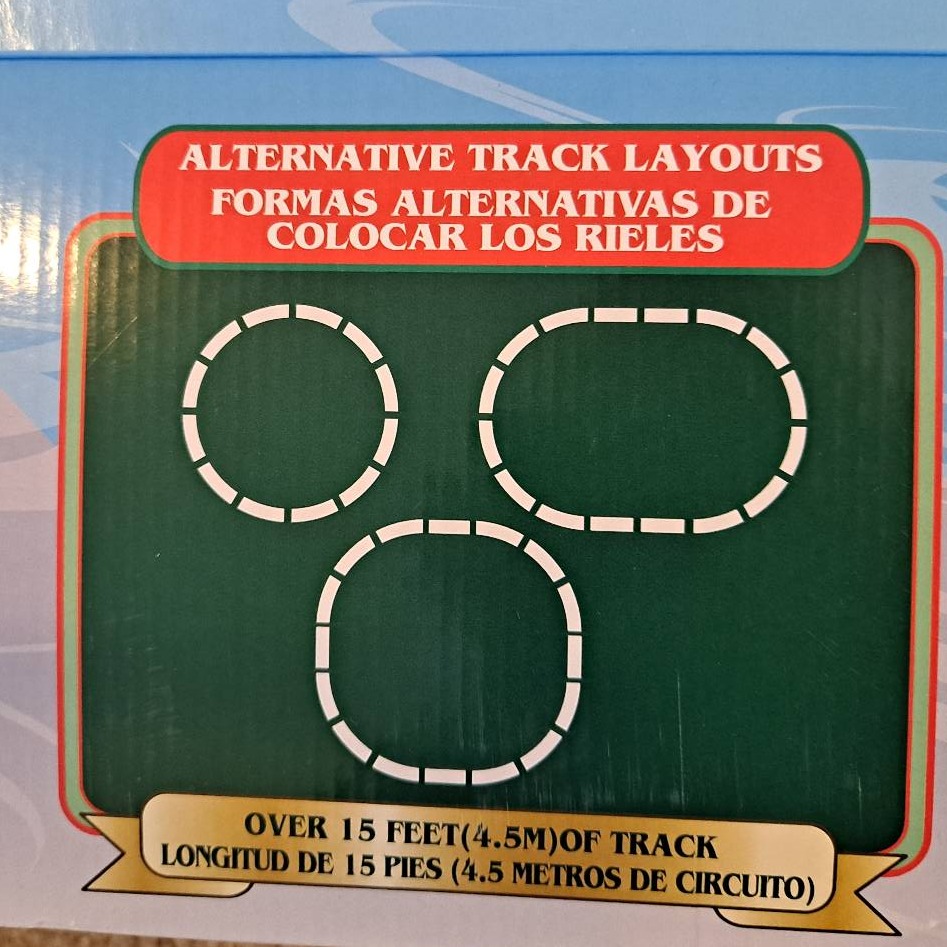 ALTERNATIVE TRACK LAYOUTS
FORMAS ALTERNATIVAS DE
COLOCAR LOS RIELES
OVER 15 FEET(4.5M)OF TRACK
LONGITUD DE 15 PIES (4.5 METROS DE CIRCUITO)